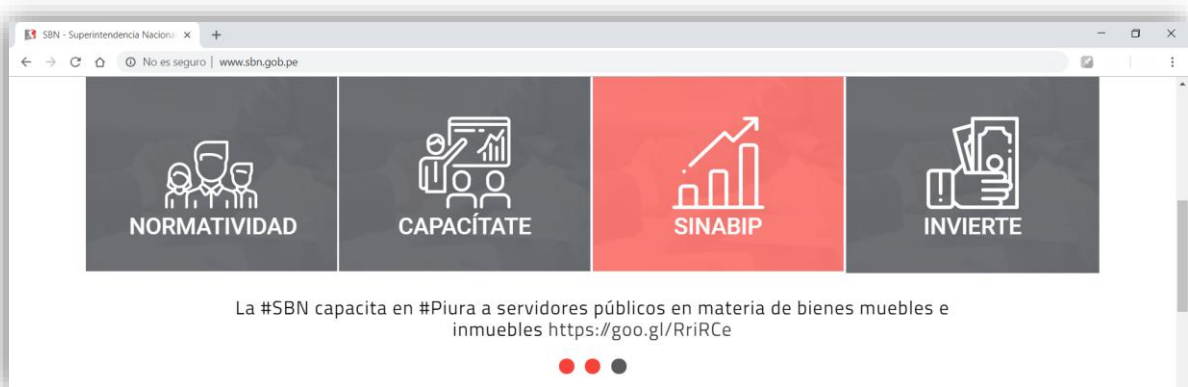 SBN - Superintendencia Naciona
No es seguro | www.sbn.gob.pe
NORMATIVIDAD
CAPACÍTATE
SINABIP
INVIERTE
La #SBN capacita en #Piura a servidores públicos en materia de bienes muebles e
inmuebles https://goo.gl/RriRCe